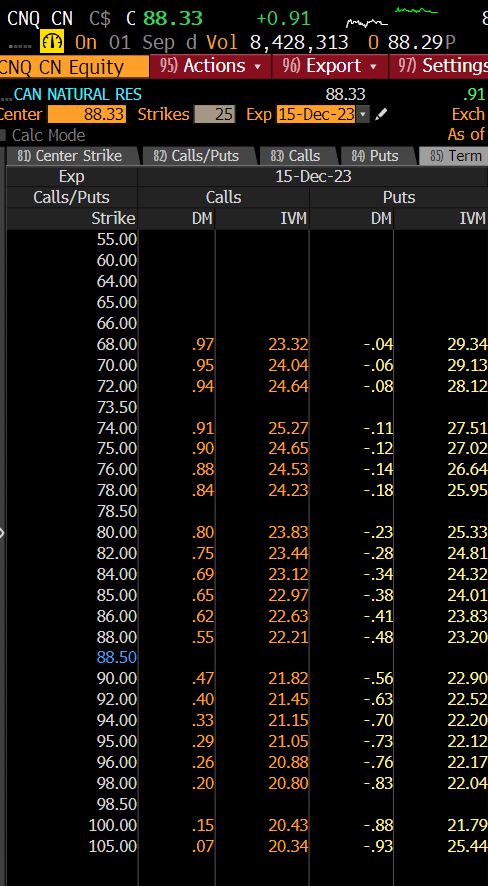 CNQ CN C$ C 88.33 +0.91
On 01 Sep d Vol 8,428,313 O 88.29P
CNQ CN Equity 95) Actions 96) Export 97) Settings
CAN NATURAL RES 88.33 .91
Center 88.33 Strikes 25 Exp 15-Dec-23 Exch
Calc Mode As of
81) Center Strike 82) Calls/Puts 83) Calls 84) Puts 85) Term
Exp 15-Dec-23
Calls/Puts Calls Puts
Strike DM IVM DM IVM
55.00
60.00
64.00
65.00
66.00
68.00 .97 23.32 -.04 29.34
70.00 .95 24.04 -.06 29.13
72.00 .94 24.64 -.08 28.12
73.50
74.00 .91 25.27 -.11 27.51
75.00 .90 24.65 -.12 27.02
76.00 .88 24.53 -.14 26.64
78.00 .84 24.23 -.18 25.95
78.50
80.00 .80 23.83 -.23 25.33
82.00 .75 23.44 -.28 24.81
84.00 .69 23.12 -.34 24.32
85.00 .65 22.97 -.38 24.01
86.00 .62 22.63 -.41 23.83
88.00 .55 22.21 -.48 23.20
88.50
90.00 .47 21.82 -.56 22.90
92.00 .40 21.45 -.63 22.52
94.00 .33 21.15 -.70 22.20
95.00 .29 21.05 -.73 22.12
96.00 .26 20.88 -.76 22.17
98.00 .20 20.80 -.83 22.04
98.50
100.00 .15 20.43 -.88 21.79
105.00 .07 20.34 -.93 25.44